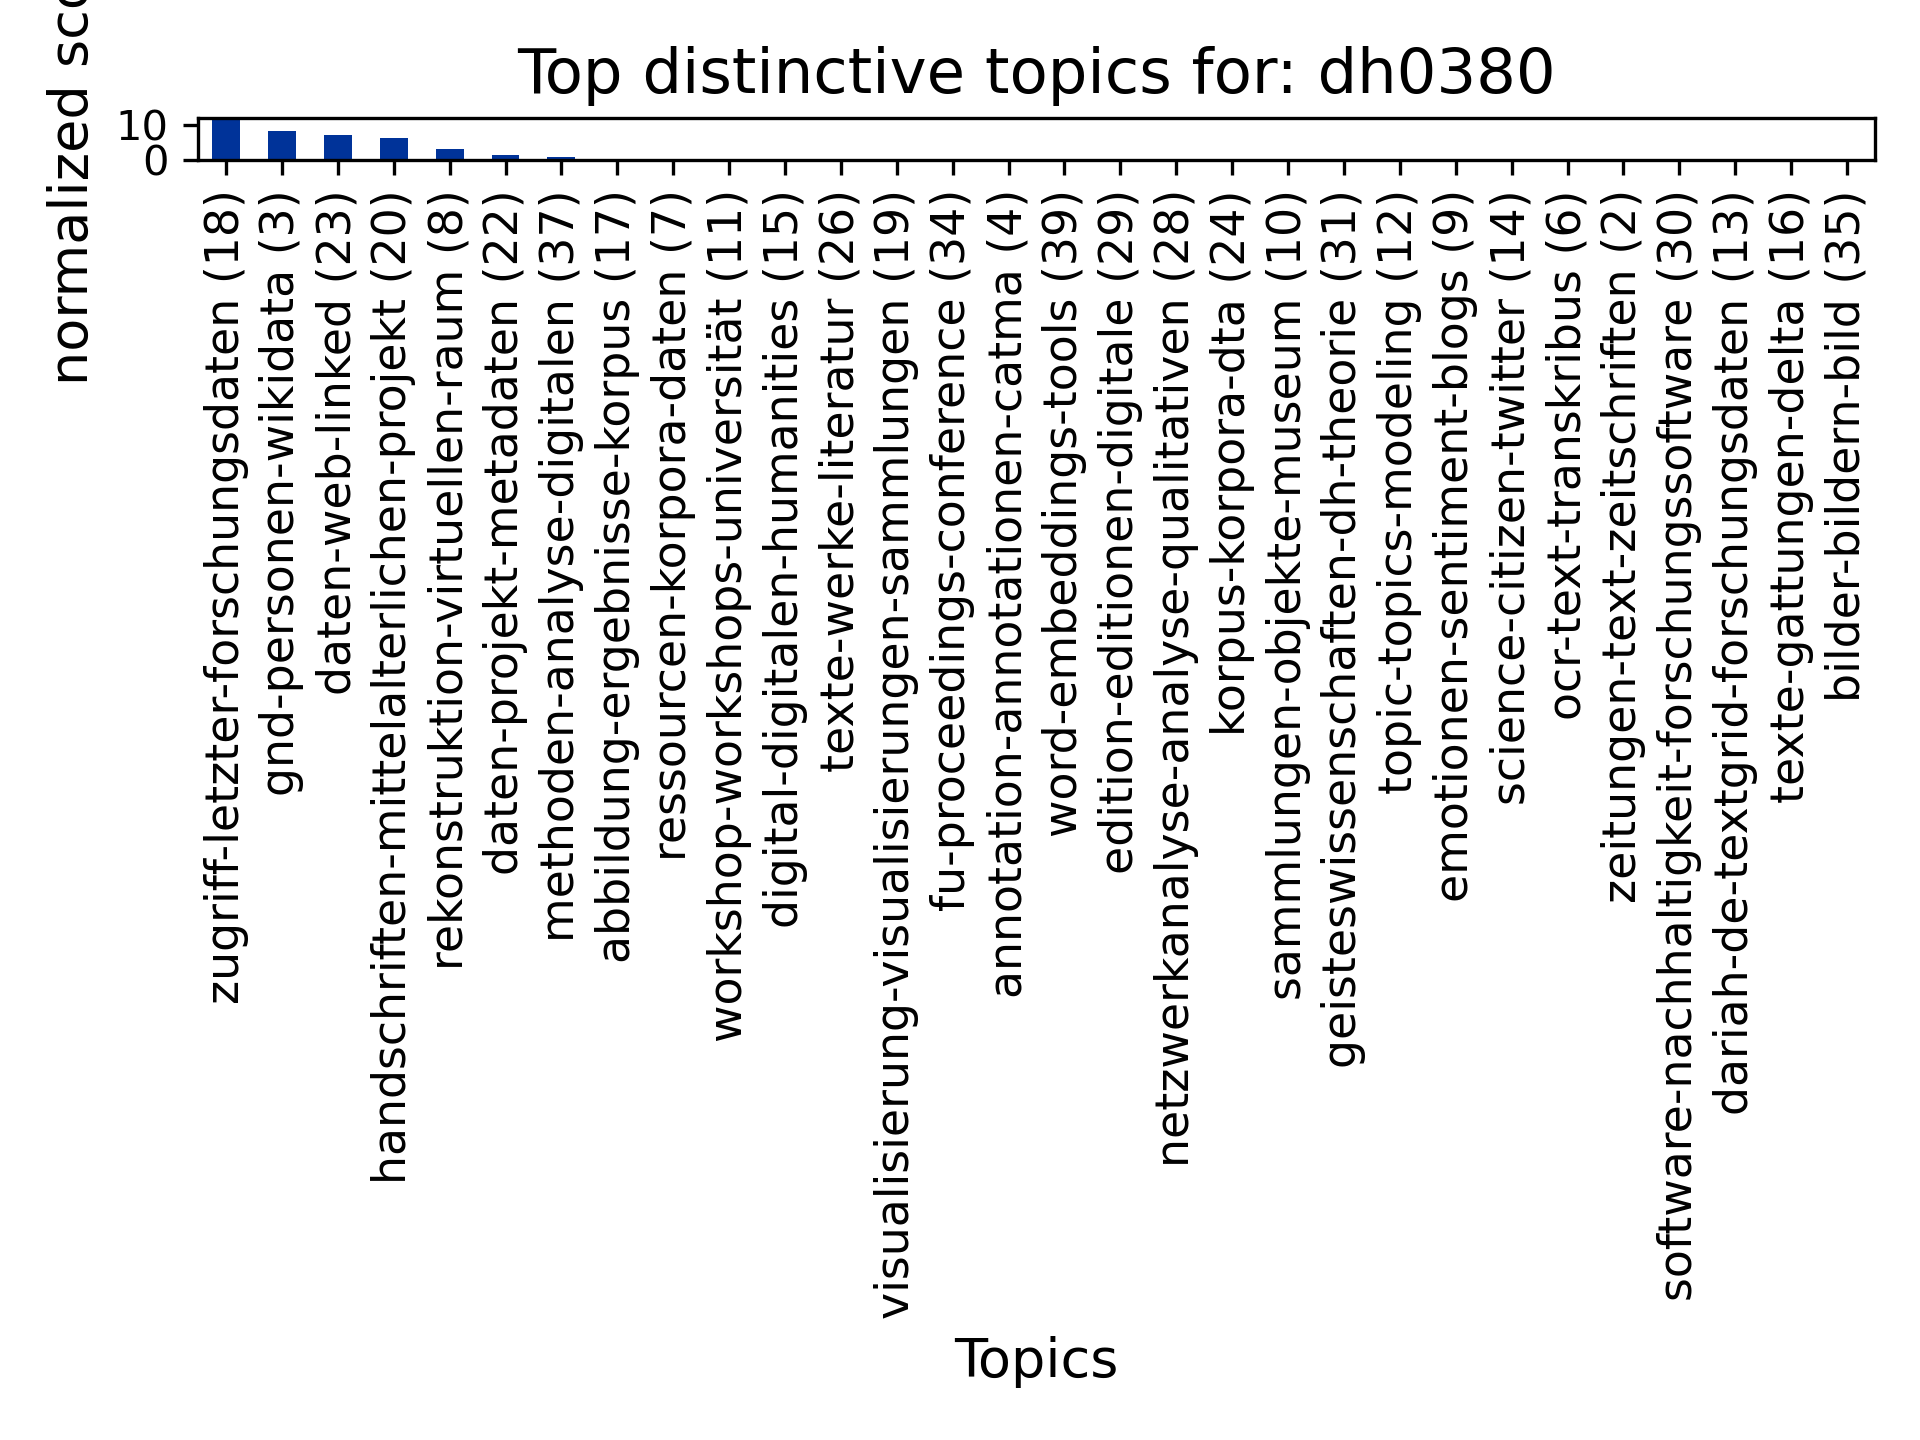 Top distinctive topics for: dh0380
normalized
10
0
zugriff-letzter-forschungsdaten (18)
gnd-personen-wikidata (3)
daten-web-linked (23)
handschriften-mittelalterlichen-projekt (20)
rekonstruktion-virtuellen-raum (8)
daten-projekt-metadaten (22)
methoden-analyse-digitalen (37)
abbildung-ergebnisse-korpus (17)
ressourcen-korpora-daten (7)
workshop-workshops-universität (11)
digital-digitalen-humanities (15)
texte-werke-literatur (26)
visualisierung-visualisierungen-sammlungen (19)
fu-proceedings-conference (34)
annotation-annotationen-catma (4)
word-embeddings-tools (39)
edition-editionen-digitale (29)
netzwerkanalyse-analyse-qualitativen (28)
korpus-korpora-dta (24)
sammlungen-objekte-museum (10)
geisteswissenschaften-dh-theorie (31)
topic-topics-modeling (12)
emotionen-sentiment-blogs (9)
science-citizen-twitter (14)
ocr-text-transkribus (6)
zeitungen-text-zeitschriften (2)
software-nachhaltigkeit-forschungssoftware (30)
dariah-de-textgrid-forschungsdaten (13)
texte-gattungen-delta (16)
bilder-bildern-bild (35)
Topics